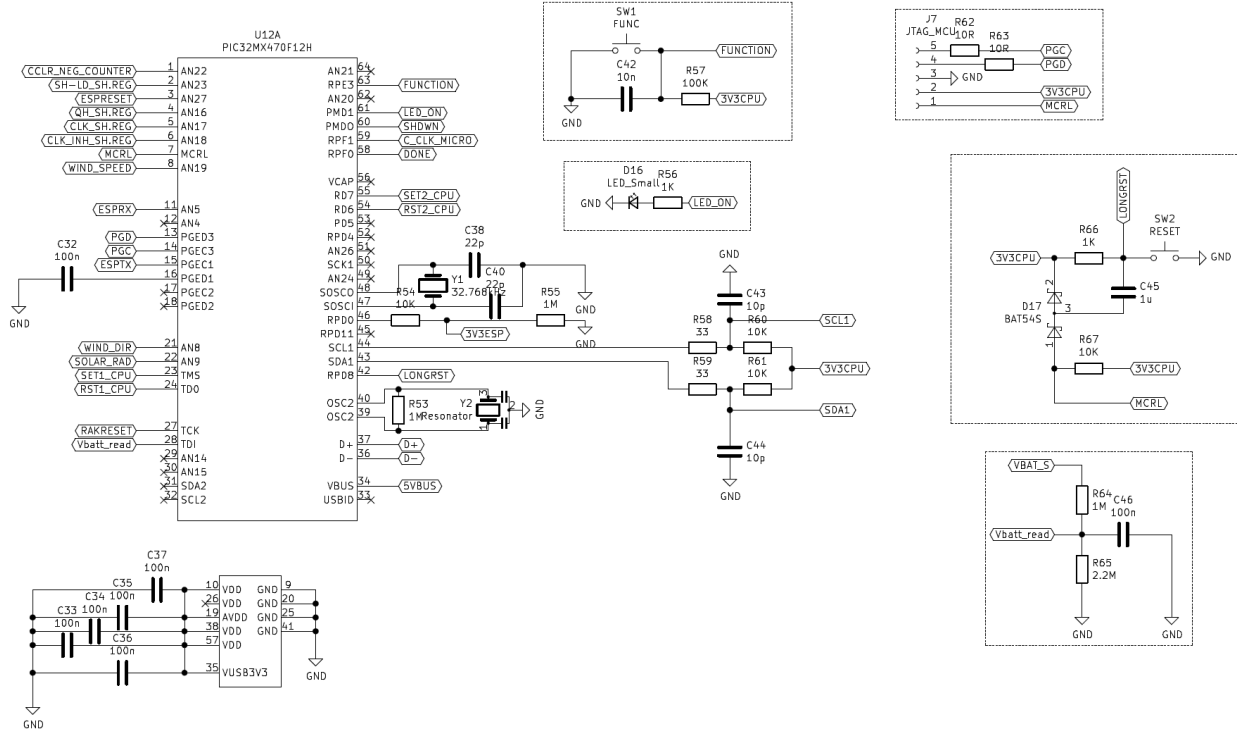 U12A
PIC32MX470F12H
CCLR_NEG_COUNTER 1 AN22
SH-LD_SH.REG 2 AN23
ESPRESET 3 AN27
QH_SH.REG 4 AN16
CLK_SH.REG 5 AN17
CLK_INH_SH.REG 6 AN18
MCRL 7 MCRL
WIND_SPEED 8 AN19
ESPRX 11 AN5
12 AN4
PGD 13 PGED3
PGC 14 PGEC3
ESPTX 15 PGEC1
16 PGED1
17 PGEC2
18 PGED2
WIND_DIR 21 AN8
SOLAR_RAD 22 AN9
SET1_CPU 23 TMS
RST1_CPU 24 TDO
RAKRESET 27 TCK
Vbatt_read 28 TDI
29 AN14
30 AN15
31 SDA2
32 SCL2
AN21 64
RPE3 63 FUNCTION
AN20 62
PMD1 61 LED_ON
PMD0 60 SHDWN
RPF1 59 C_CLK_MICRO
RPF0 58 DONE
VCAP 56
RD7 55 SET2_CPU
RD6 54 RST2_CPU
PD5 53
RPD4 52
AN26 51
SCK1 50
AN24 49
SOSCO 48
SOSCI 47
RPD0 46
RPD11 45
SCL1 44
SDA1 43
RPD8 42 LONGRST
OSC2 40
OSC2 39
D+ 37 D+
D- 36 D-
VBUS 34 5VBUS
USBID 33
C32
100n
GND
C38
22p
C40
22p
Y1
32.768kHz
GND
R54
10K
R55
1M
GND
3V3ESP
R53
1M
Y2
Resonator
3
2
1
GND
GND
C43
10p
SCL1
R58
33
R60
10K
R59
33
R61
10K
3V3CPU
SDA1
C44
10p
GND
SW1
FUNC
FUNCTION
C42
10n
R57
100K
3V3CPU
GND
D16
LED_Small
R56
1K
GND
LED_ON
J7
JTAG_MCU
R62
10R
R63
10R
5 PGC
4 PGD
3 GND
2 3V3CPU
1 MCRL
LONGRST
SW2
RESET
R66
1K
3V3CPU
GND
C45
1u
D17
BAT54S
2
3
1
R67
10K
3V3CPU
MCRL
VBAT_S
R64
1M
C46
100n
Vbatt_read
R65
2.2M
GND
GND
C37
100n
C35
100n
C34
100n
C33
100n
C36
100n
10 VDD GND 9
26 VDD GND 20
19 AVDD GND 25
38 VDD GND 41
57 VDD
35 VUSB3V3
GND
GND